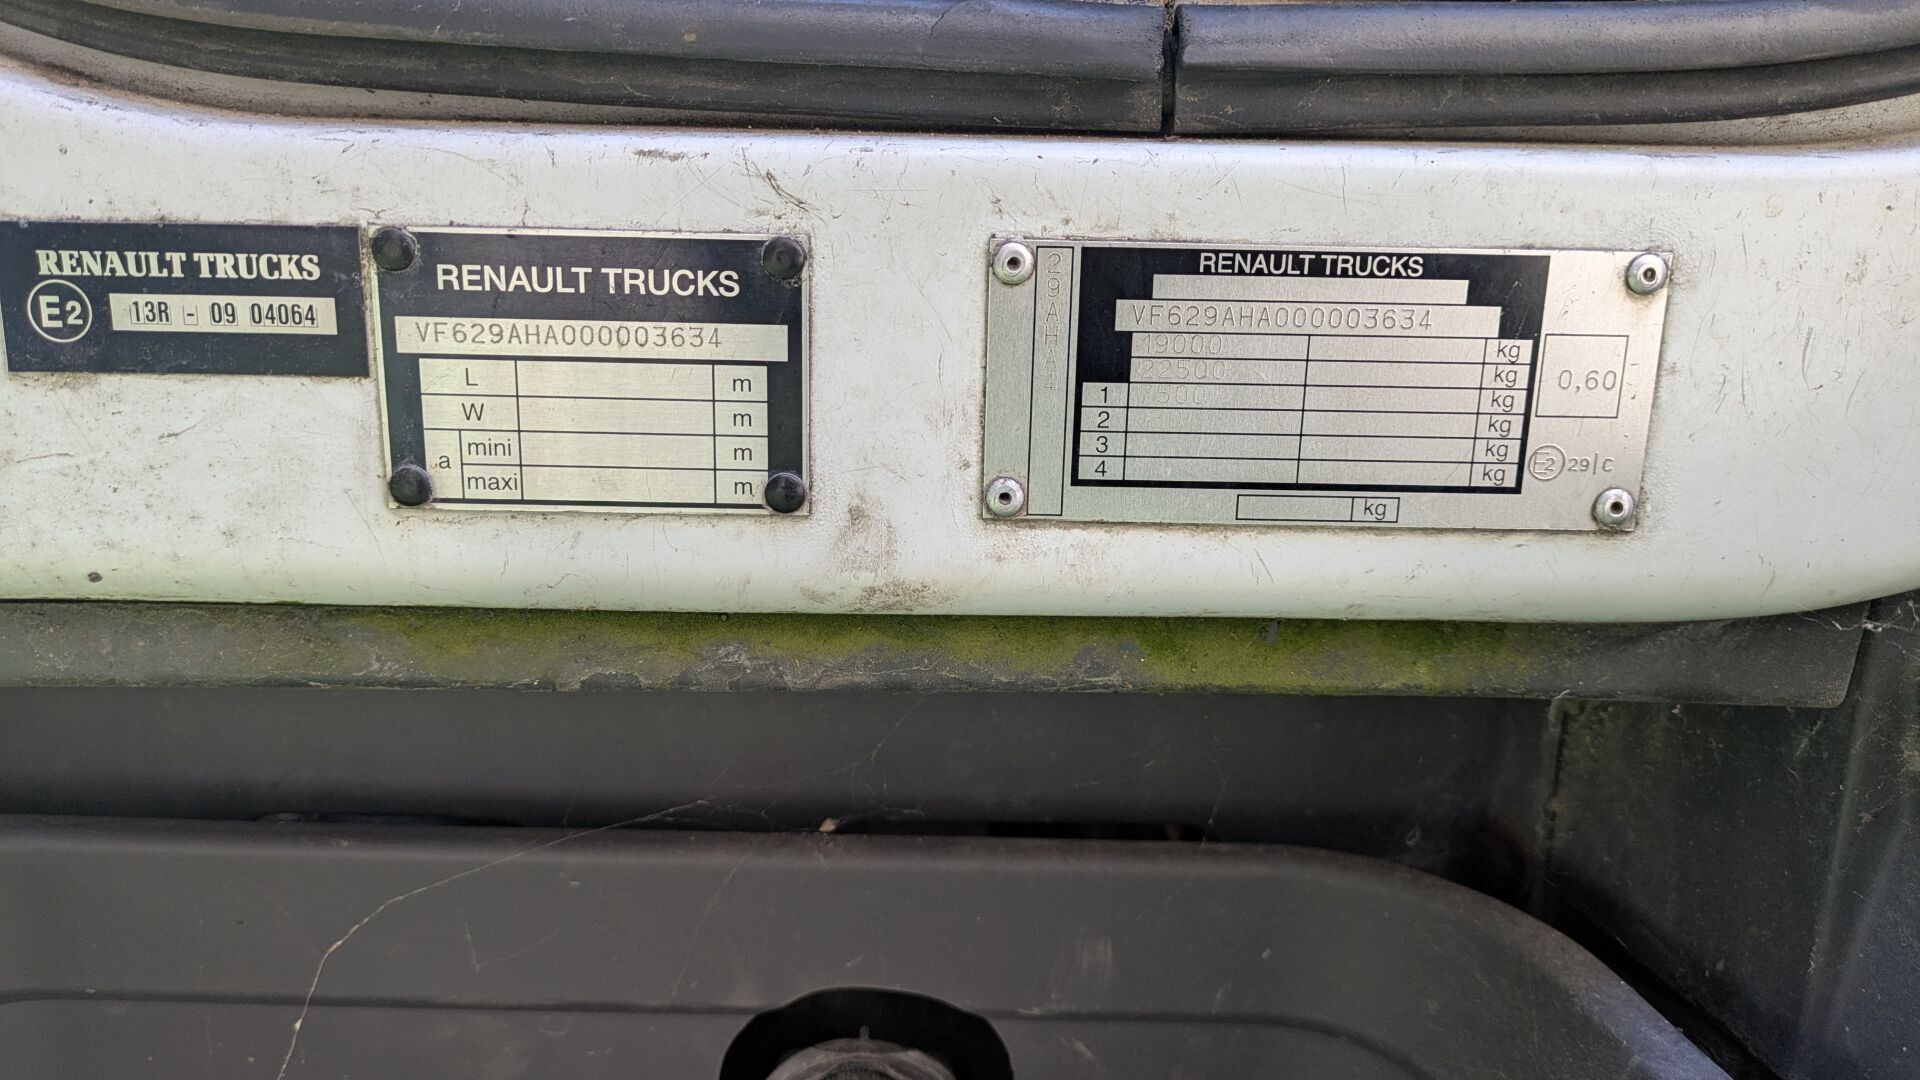 RENAULT TRUCKS
E2 13R - 09 04064
RENAULT TRUCKS
VF629AHA000003634
L m
W m
a mini m
maxi m
29AHA4
RENAULT TRUCKS
VF629AHA000003634
19000 kg
22500 kg
1 7500 kg
2 kg
3 kg
4 kg
kg
0,60
E2 29|C